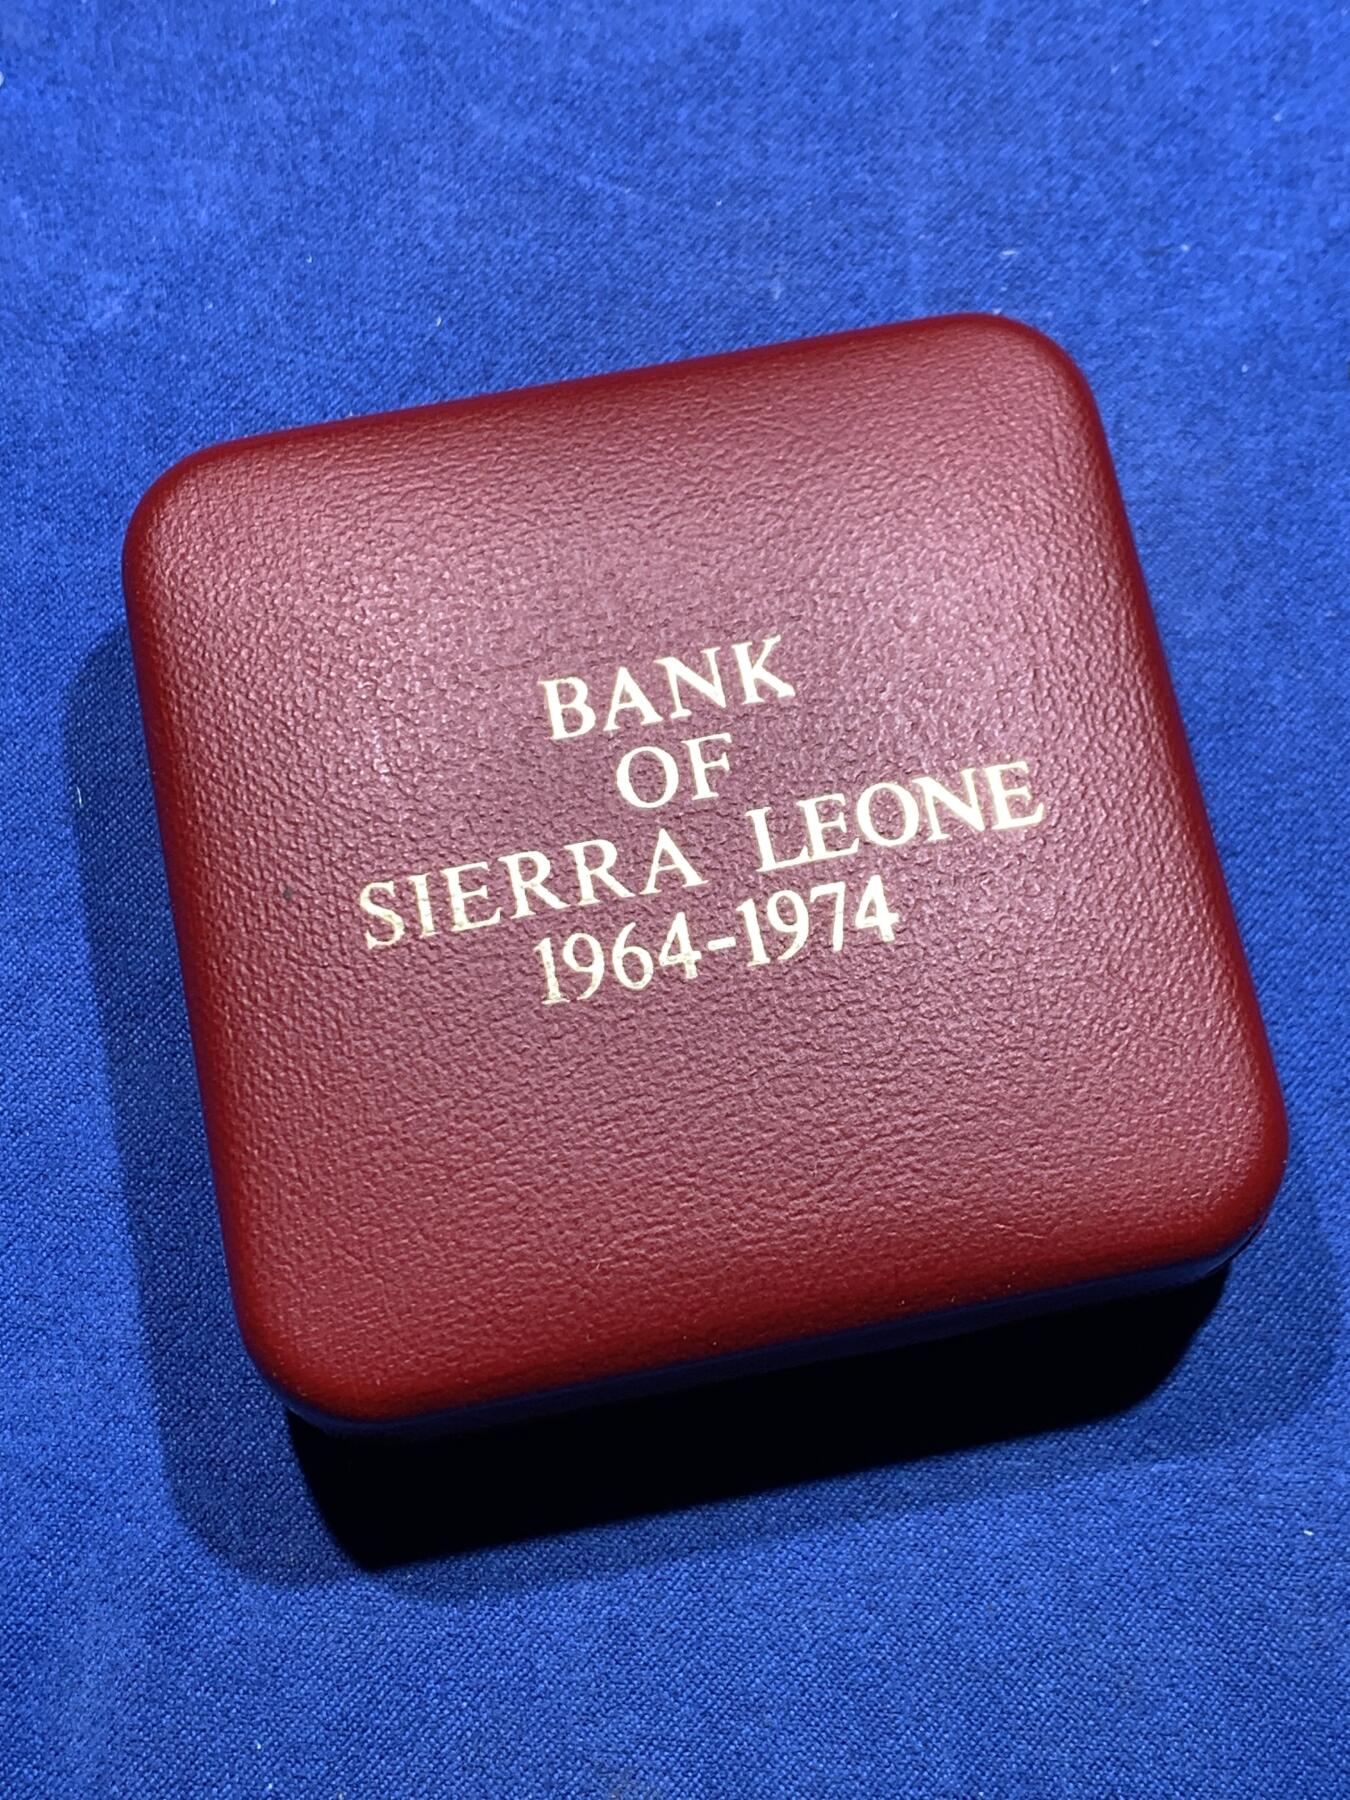 BANK
OF
SIERRA LEONE
1964-1974